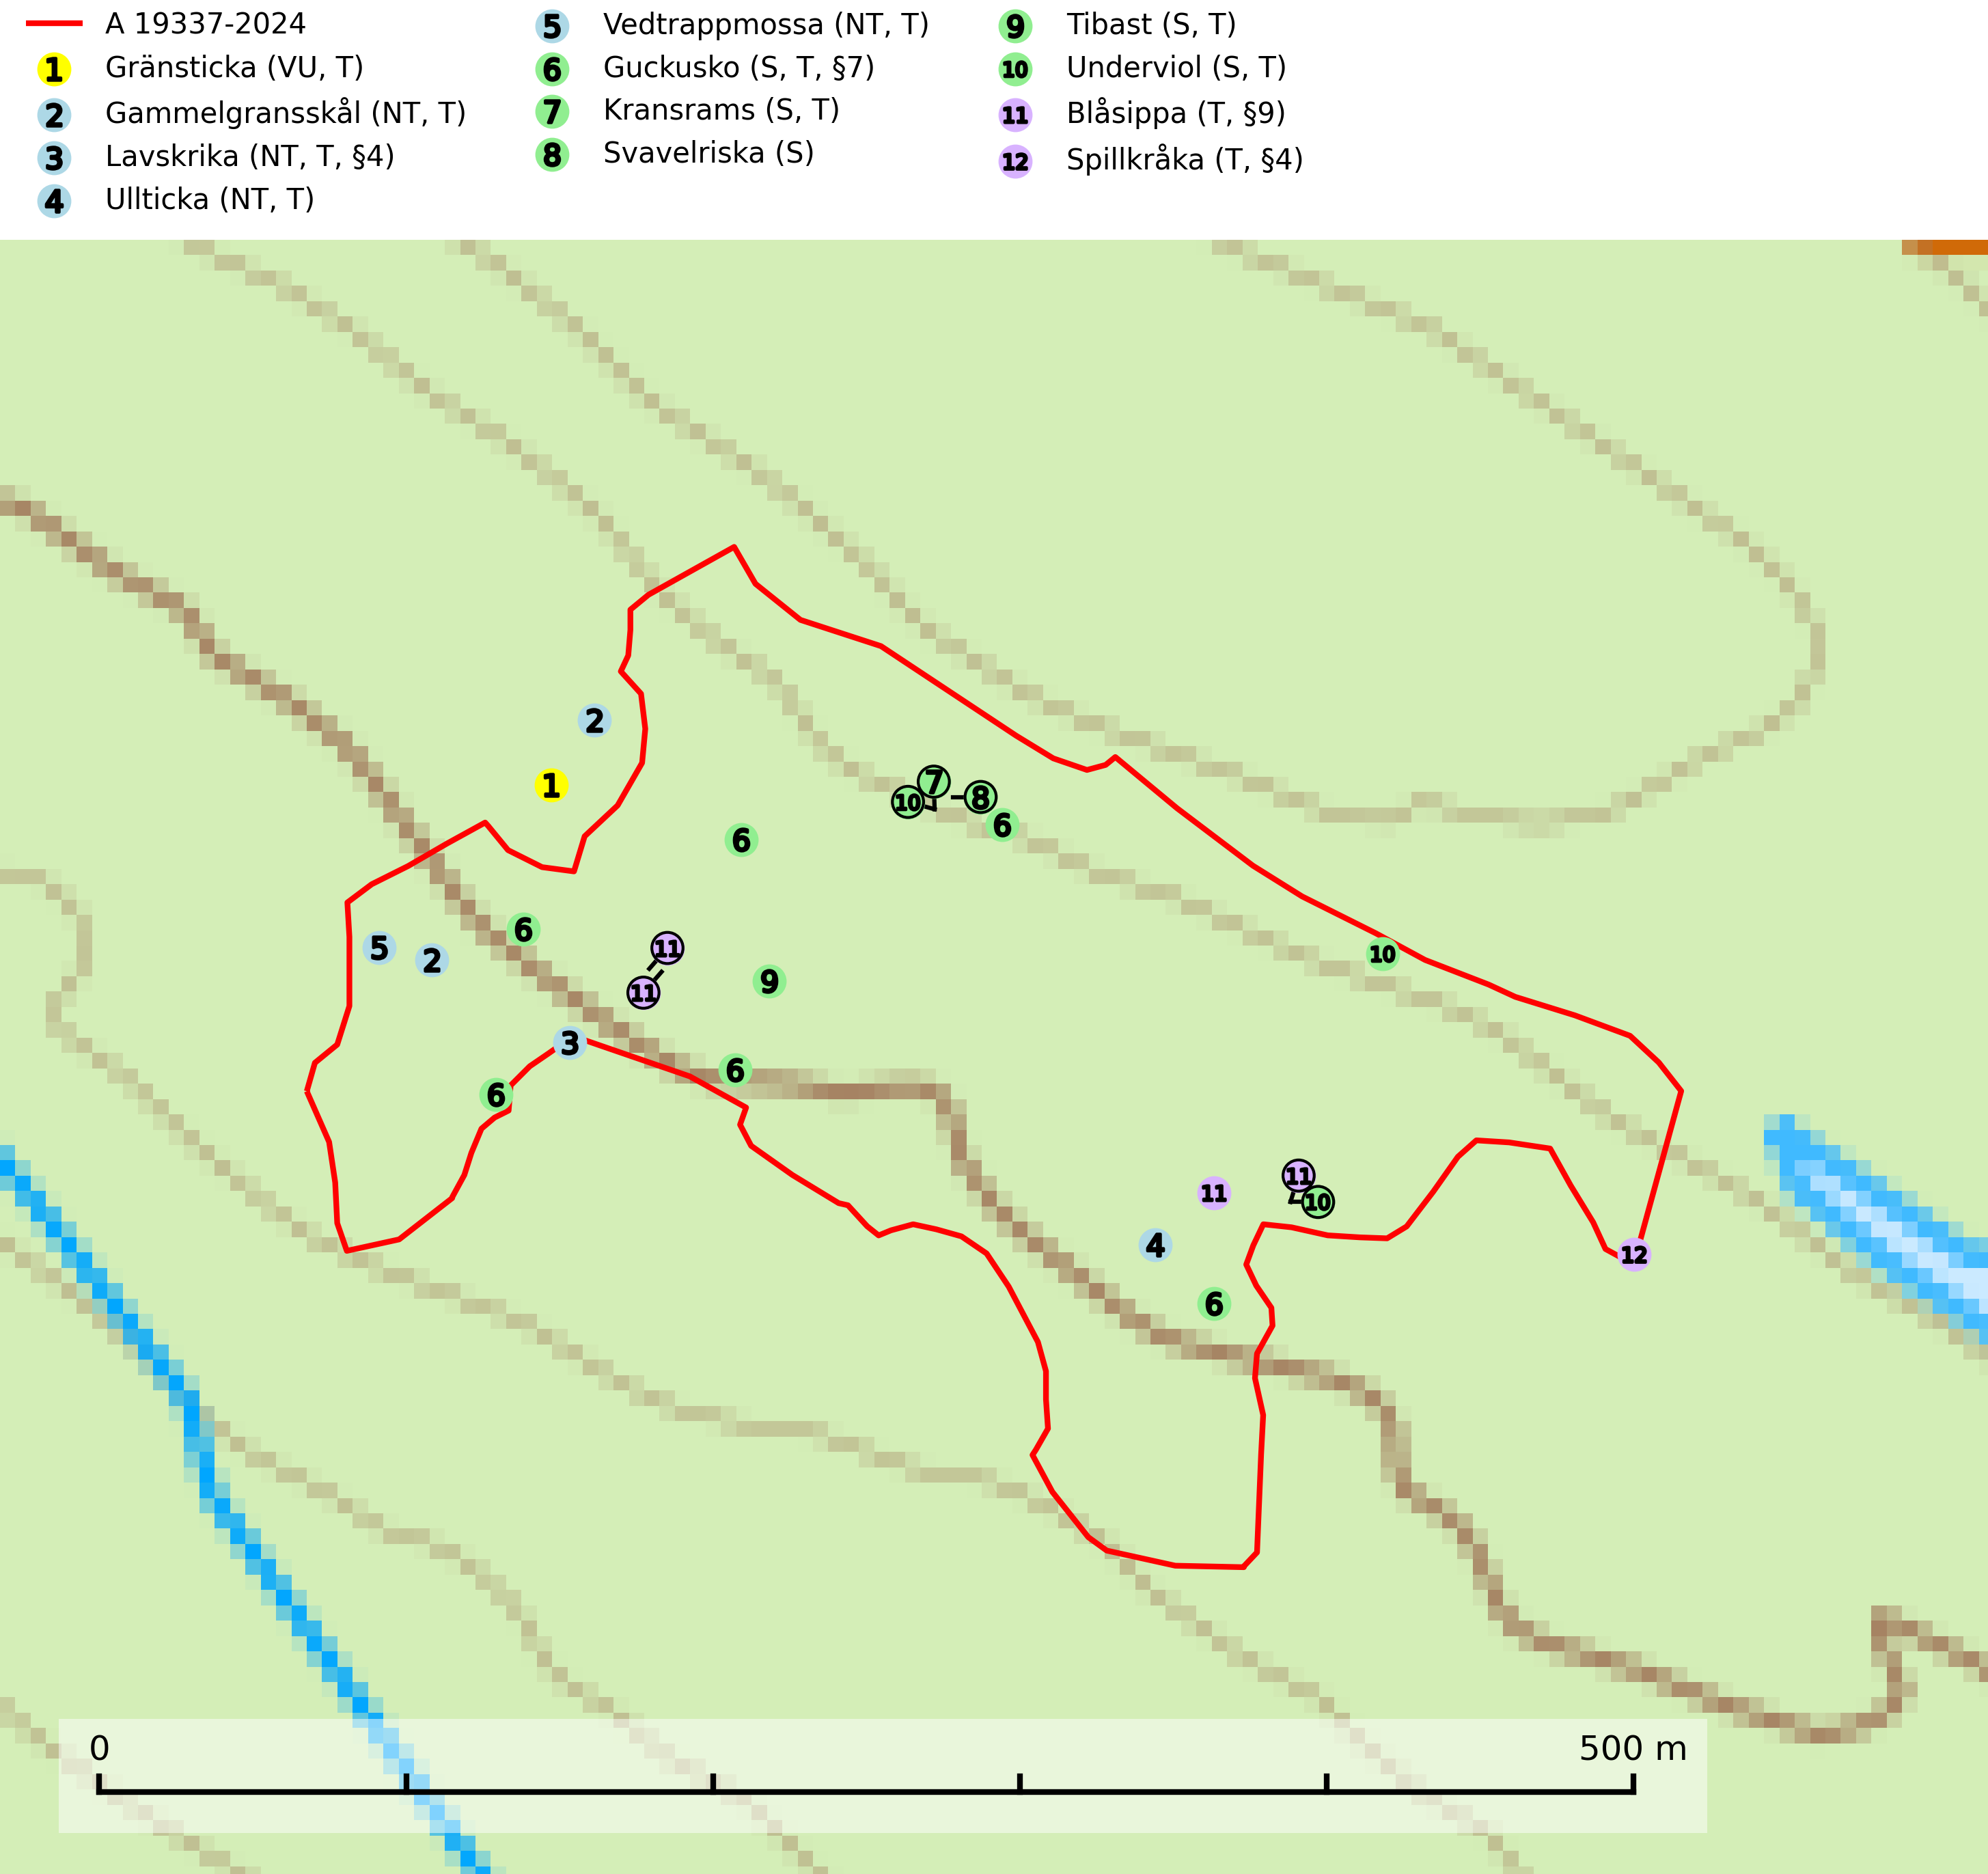 A 19337-2024
1 Gränsticka (VU, T)
2 Gammelgransskål (NT, T)
3 Lavskrika (NT, T, §4)
4 Ullticka (NT, T)
5 Vedtrappmossa (NT, T)
6 Guckusko (S, T, §7)
7 Kransrams (S, T)
8 Svavelriska (S)
9 Tibast (S, T)
10 Underviol (S, T)
11 Blåsippa (T, §9)
12 Spillkråka (T, §4)
2
1
7
10
8
6
6
6
11
5
2
10
9
11
3
6
6
11
11
10
4
12
6
0
500 m